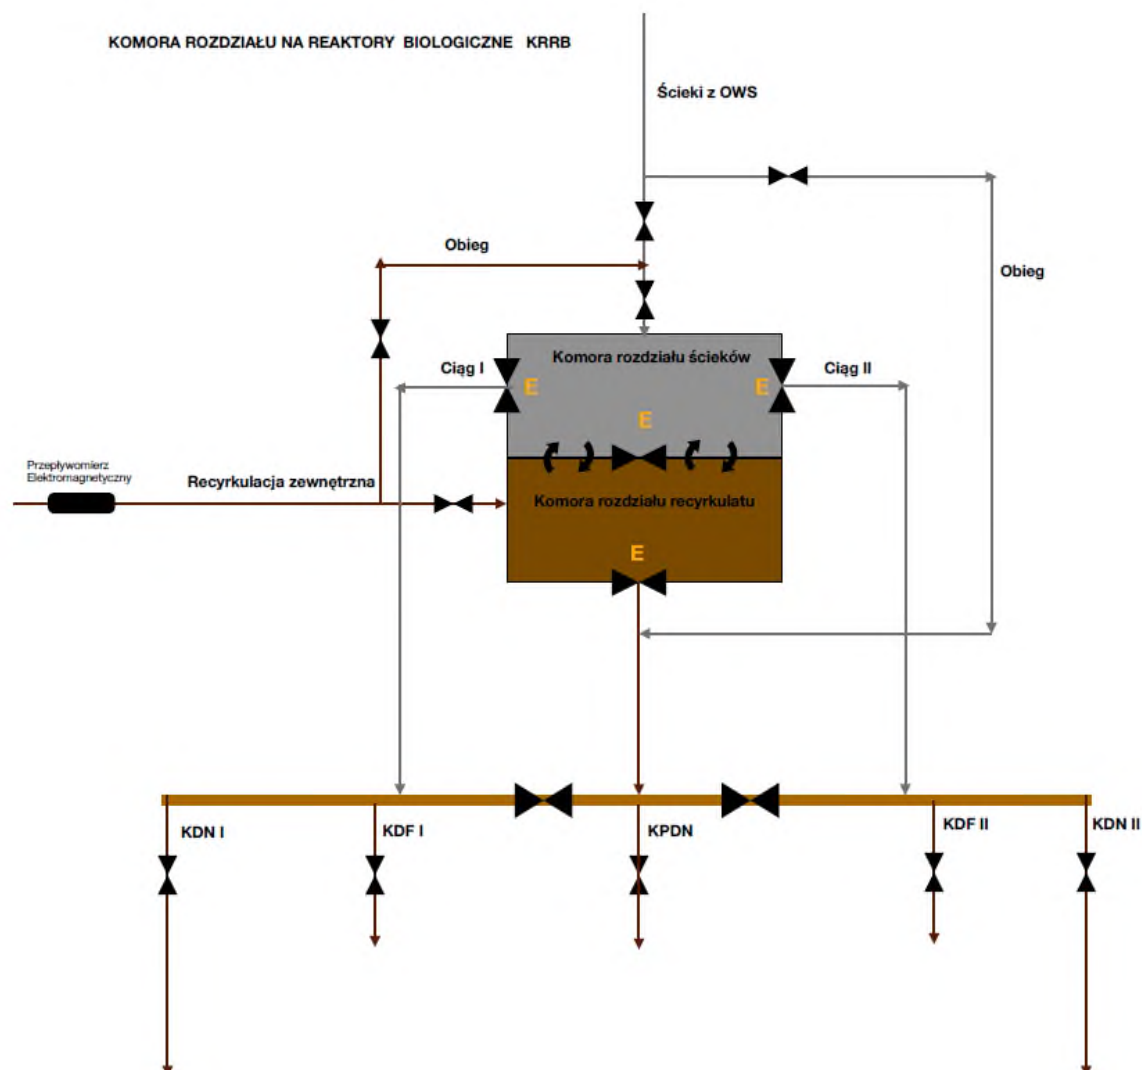 KOMORA ROZDZIAŁU NA REAKTORY BIOLOGICZNE KRRB
Ścieki z OWS
Obieg
Obieg
Komora rozdziału ścieków
Ciąg I
Ciąg II
E
E
E
Przepływomierz
Elektromagnetyczny
Recyrkulacja zewnętrzna
Komora rozdziału recyrkulatu
E
KDN I
KDF I
KPDN
KDF II
KDN II